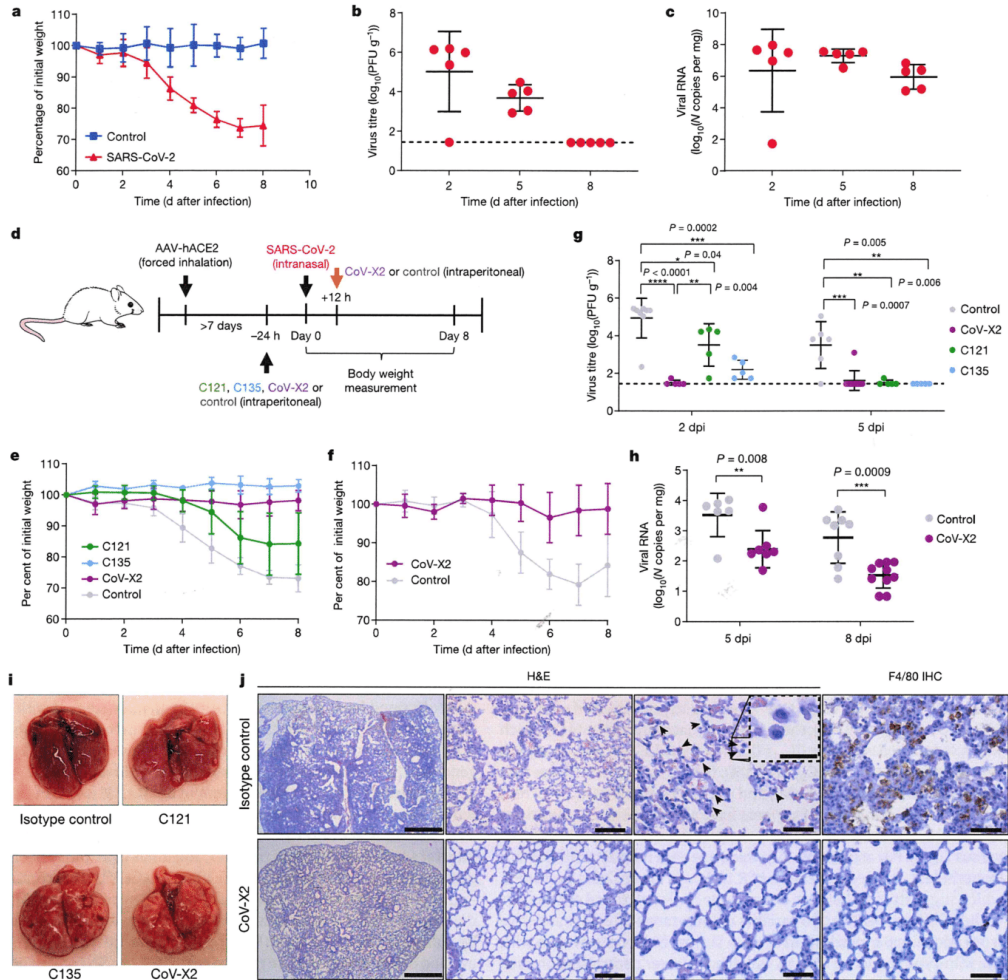 a
Percentage of initial weight
110
100
90
80
70
60
0
2
4
6
8
10
Control
SARS-CoV-2
Time (d after infection)
b
Virus titre (log10(PFU g−1))
8
6
4
2
0
2
5
8
Time (d after infection)
c
Viral RNA
(log10(N copies per mg))
10
8
6
4
2
0
2
5
8
Time (d after infection)
d
AAV-hACE2
(forced inhalation)
SARS-CoV-2
(intranasal)
CoV-X2 or control (intraperitoneal)
+12 h
>7 days
−24 h
Day 0
Day 8
C121, C135, CoV-X2 or
control (intraperitoneal)
Body weight
measurement
g
Virus titre (log10(PFU g−1))
8
6
4
2
0
P = 0.0002
***
P = 0.04
*
P < 0.0001
****
**
P = 0.004
P = 0.005
**
**
P = 0.006
***
P = 0.0007
Control
CoV-X2
C121
C135
2 dpi
5 dpi
e
Per cent of initial weight
110
100
90
80
70
60
C121
C135
CoV-X2
Control
0
2
4
6
8
Time (d after infection)
f
Per cent of initial weight
110
100
90
80
70
CoV-X2
Control
0
2
4
6
8
Time (d after infection)
h
Viral RNA
(log10(N copies per mg))
5
4
3
2
1
0
P = 0.008
**
P = 0.0009
***
Control
CoV-X2
5 dpi
8 dpi
i
Isotype control
C121
C135
CoV-X2
j
H&E
F4/80 IHC
Isotype control
CoV-X2